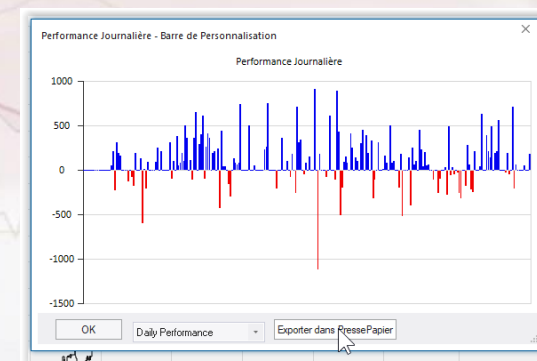 Performance Journalière - Barre de Personnalisation
Performance Journalière
1000
500
0
-500
-1000
-1500
OK
Daily Performance
Exporter dans PressePapier